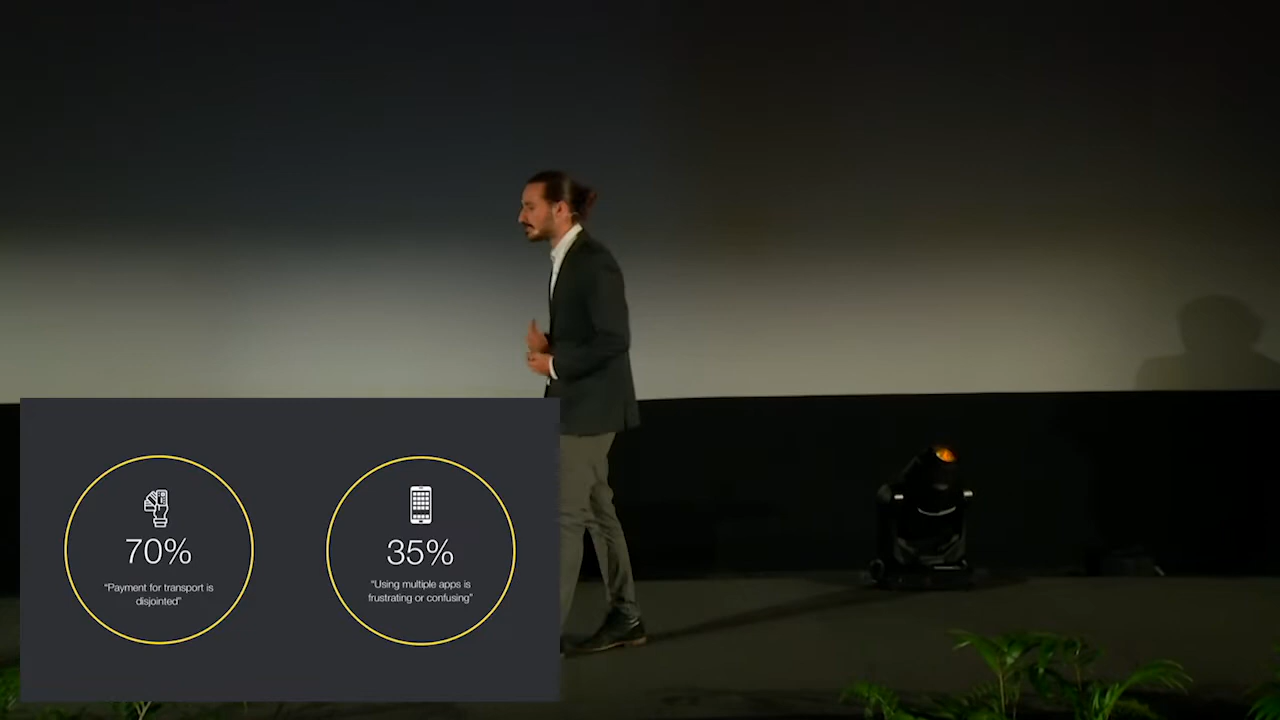 70%
“Payment for transport is
disjointed”
35%
“Using multiple apps is
frustrating or confusing”